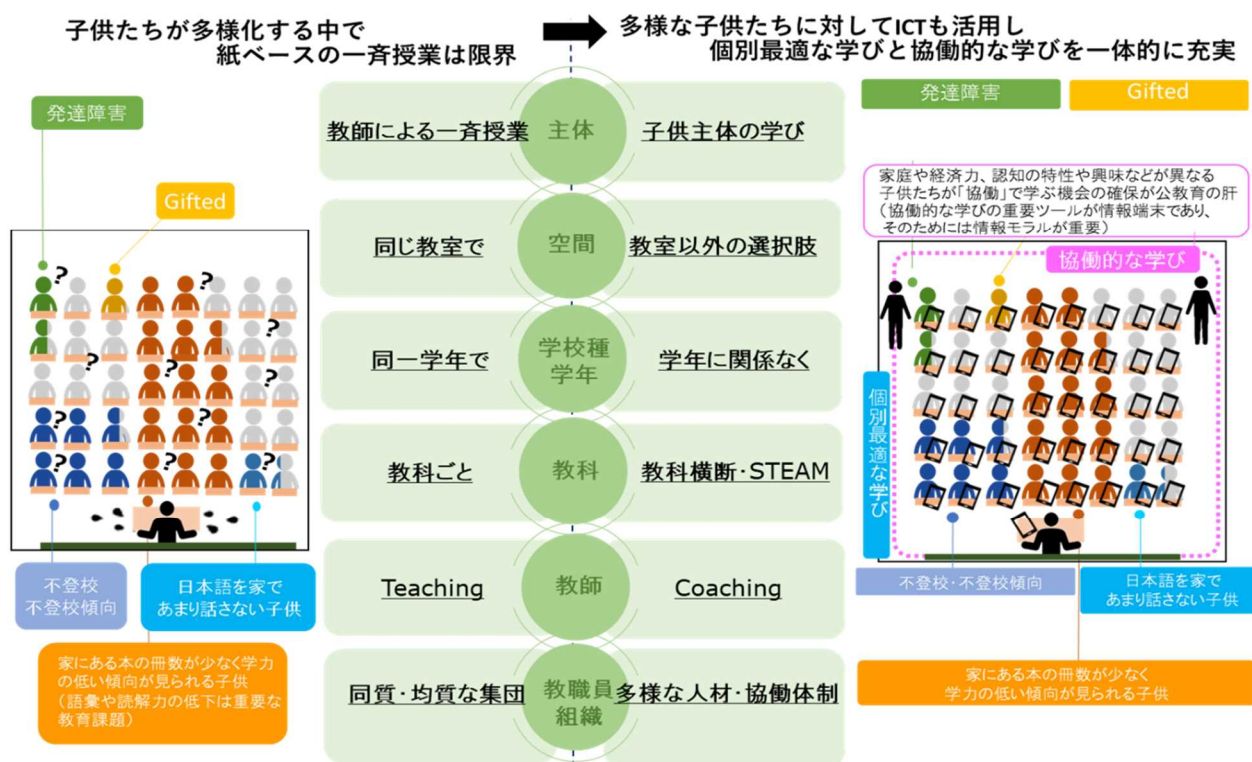 子供たちが多様化する中で
紙ベースの一斉授業は限界
多様な子供たちに対してICTも活用し
個別最適な学びと協働的な学びを一体的に充実
発達障害
Gifted
?
?
?
?
?
?
?
?
?
?
?
不登校
不登校傾向
日本語を家で
あまり話さない子供
家にある本の冊数が少なく学力
の低い傾向が見られる子供
(語彙や読解力の低下は重要な
教育課題)
教師による一斉授業
主体
子供主体の学び
同じ教室で
空間
教室以外の選択肢
同一学年で
学校種
学年
学年に関係なく
教科ごと
教科
教科横断・STEAM
Teaching
教師
Coaching
同質・均質な集団
教職員
組織
多様な人材・協働体制
発達障害
Gifted
家庭や経済力、認知の特性や興味などが異なる
子供たちが「協働」で学ぶ機会の確保が公教育の肝
(協働的な学びの重要ツールが情報端末であり、
そのためには情報モラルが重要)
協働的な学び
個別最適な学び
不登校・不登校傾向
日本語を家で
あまり話さない子供
家にある本の冊数が少なく
学力の低い傾向が見られる子供